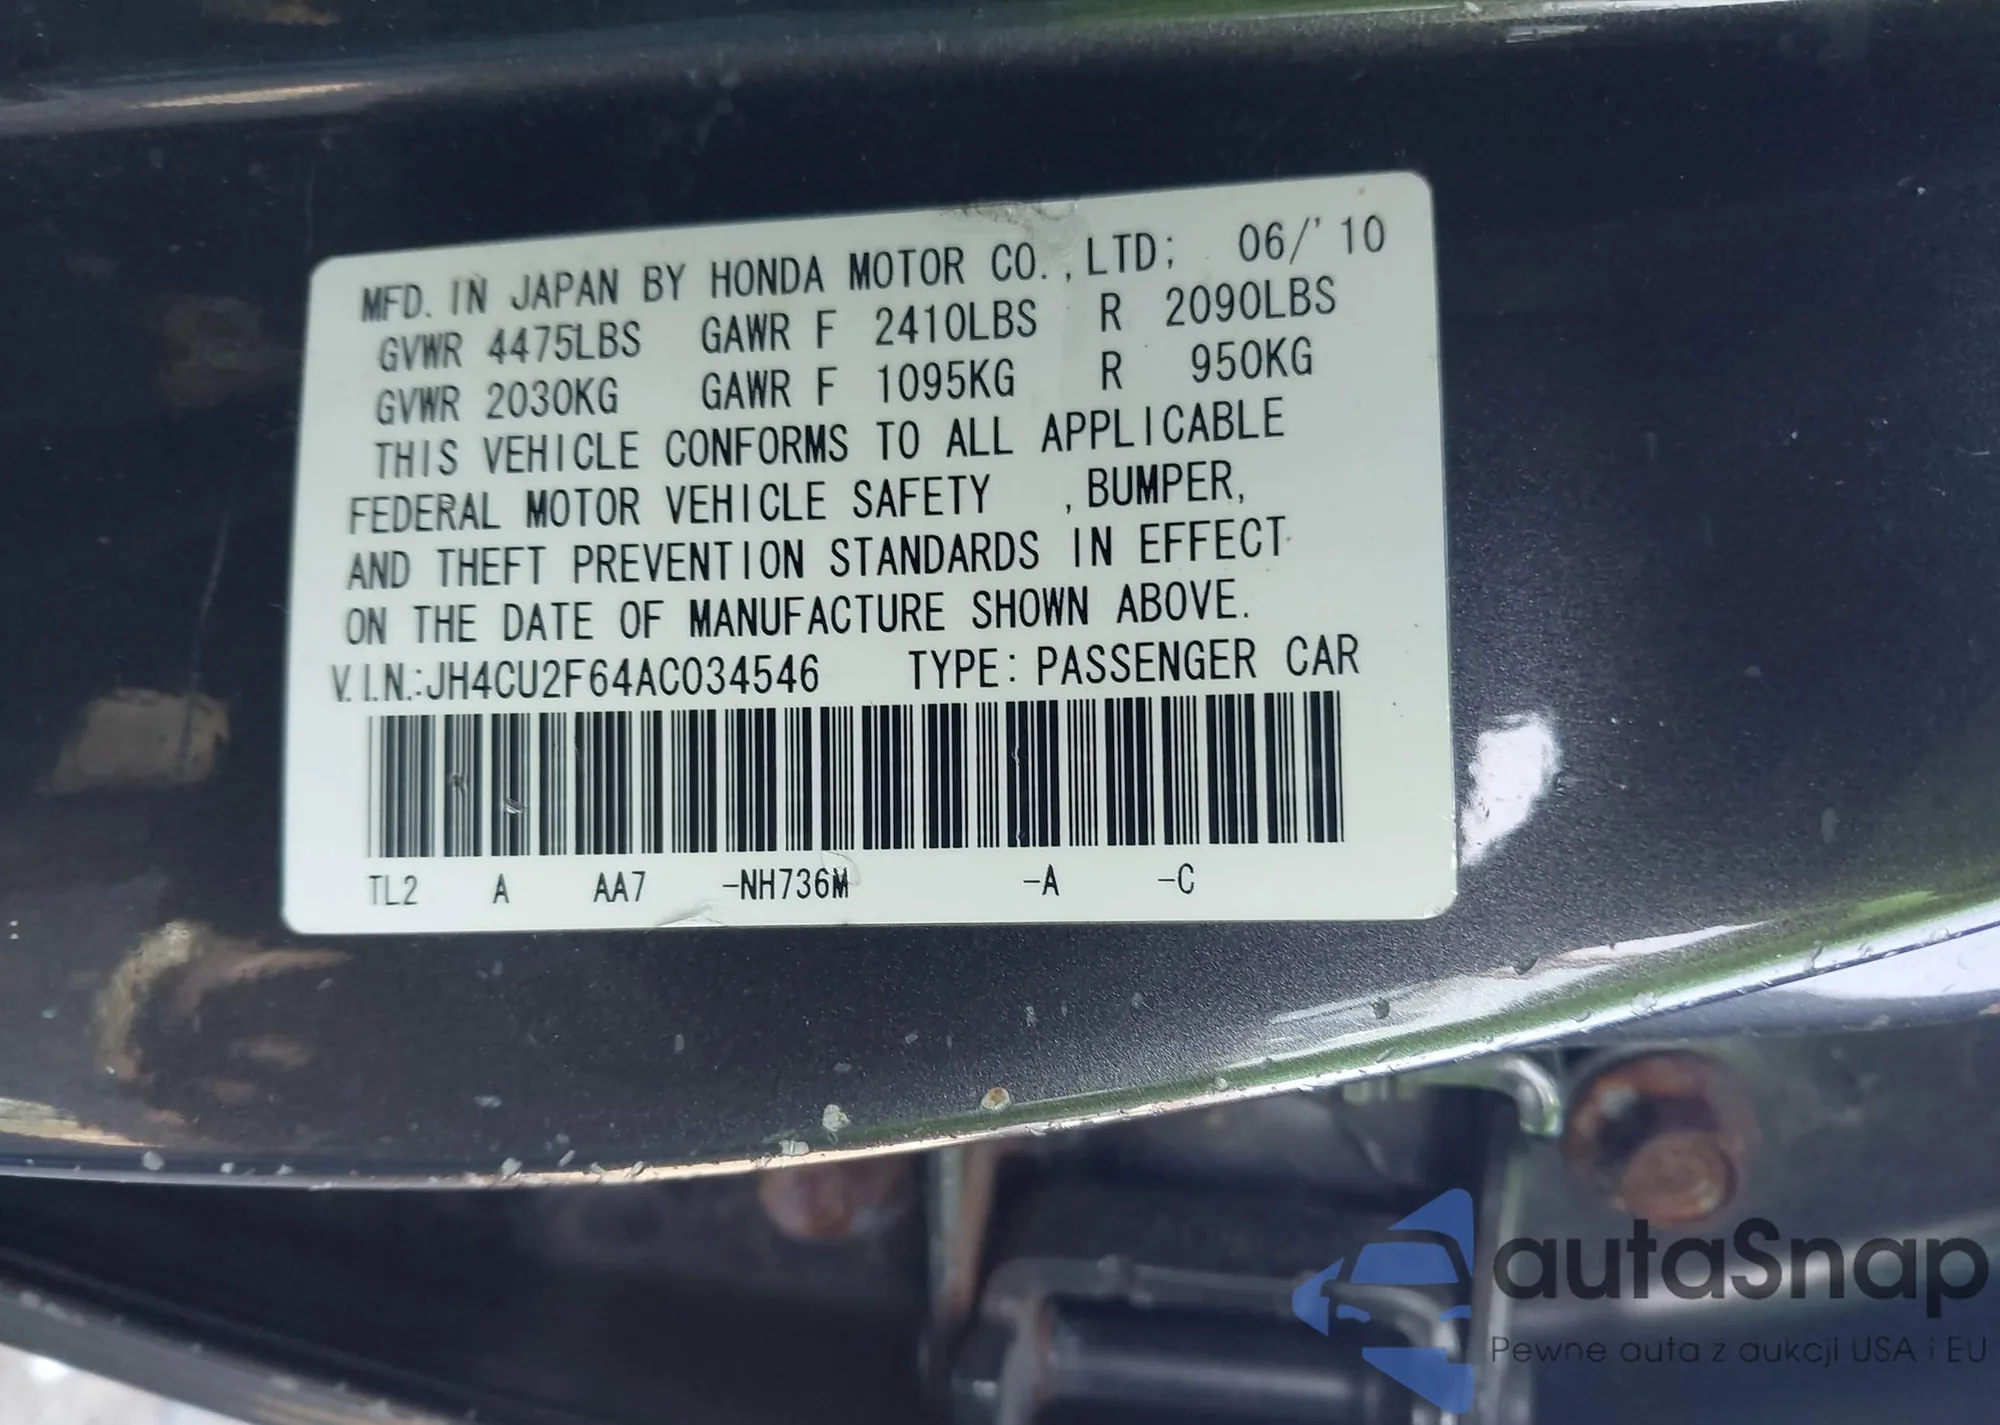 MFD. IN JAPAN BY HONDA MOTOR CO., LTD; 06/'10
GVWR 4475LBS GAWR F 2410LBS R 2090LBS
GVWR 2030KG GAWR F 1095KG R 950KG
THIS VEHICLE CONFORMS TO ALL APPLICABLE
FEDERAL MOTOR VEHICLE SAFETY , BUMPER,
AND THEFT PREVENTION STANDARDS IN EFFECT
ON THE DATE OF MANUFACTURE SHOWN ABOVE.
V.I.N.:JH4CU2F64AC034546 TYPE: PASSENGER CAR
TL2 A AA7 -NH736M -A -C
autaSnap
Pewne auta z aukcji USA i EU